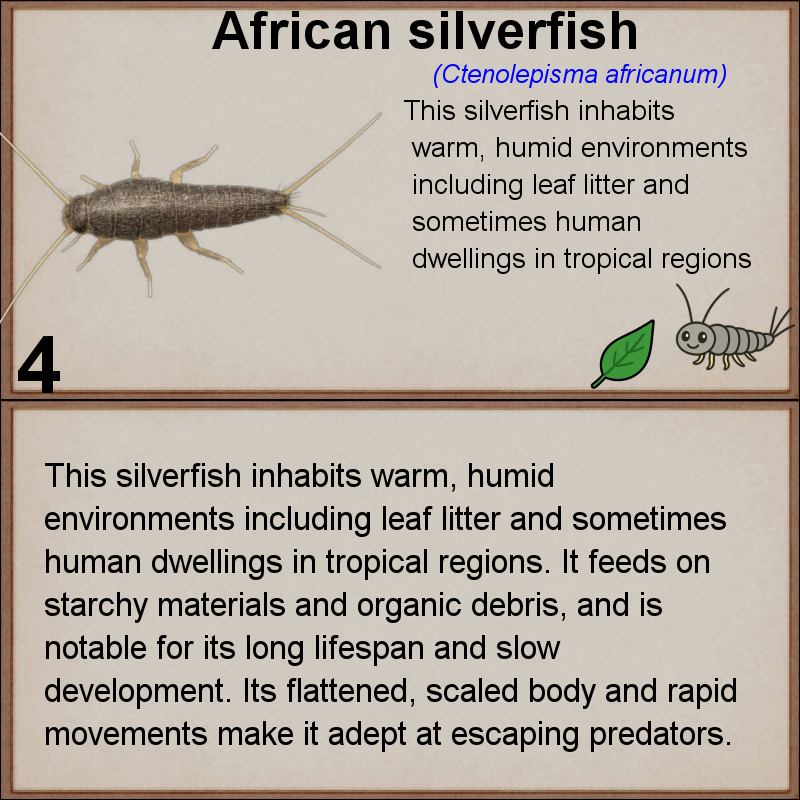 African silverfish
(Ctenolepisma africanum)
This silverfish inhabits
warm, humid environments
including leaf litter and
sometimes human
dwellings in tropical regions
4
This silverfish inhabits warm, humid
environments including leaf litter and sometimes
human dwellings in tropical regions. It feeds on
starchy materials and organic debris, and is
notable for its long lifespan and slow
development. Its flattened, scaled body and rapid
movements make it adept at escaping predators.